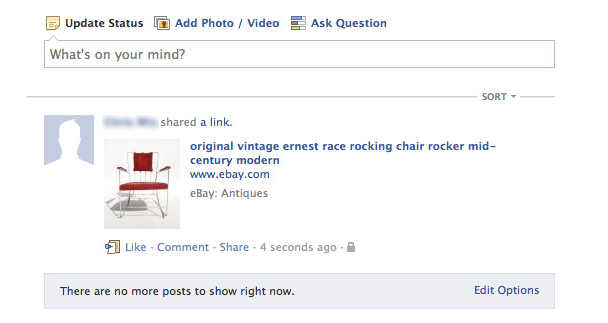 Update Status Add Photo / Video Ask Question
What's on your mind?
SORT
shared a link.
original vintage ernest race rocking chair rocker mid-
century modern
www.ebay.com
eBay: Antiques
Like · Comment · Share · 4 seconds ago ·
There are no more posts to show right now. Edit Options